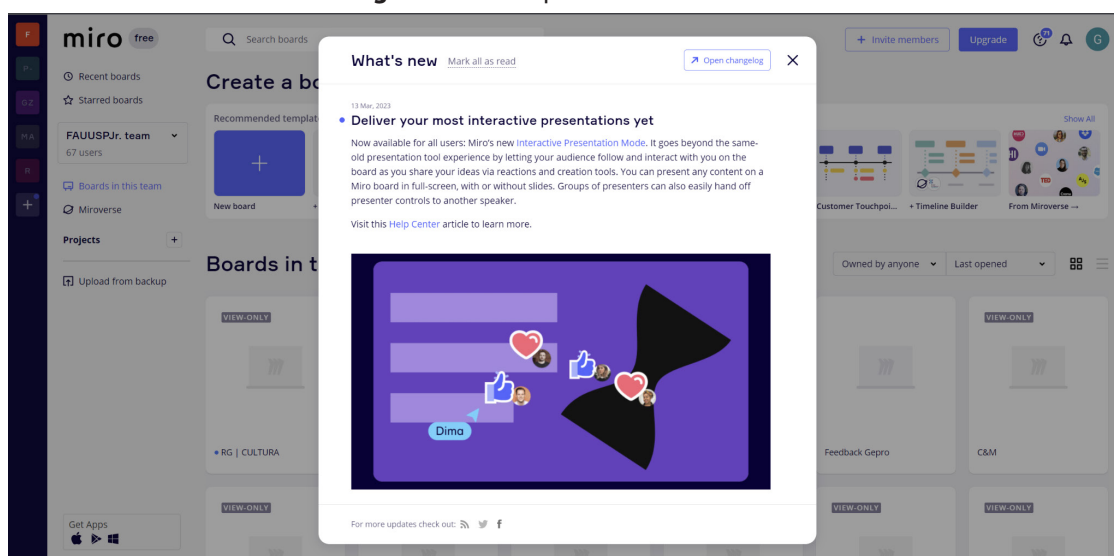 F
miro free
Search boards
+ Invite members
Upgrade
G
Recent boards
Starred boards
FAUUSPJr. team
67 users
Boards in this team
Miroverse
Projects +
Upload from backup
Get Apps
GZ
MA
R
+
Create a bo
Recommended templat
Show All
New board
Customer Touchpoi...
+ Timeline Builder
From Miroverse →
Boards in t
Owned by anyone
Last opened
VIEW-ONLY
VIEW-ONLY
RG | CULTURA
Feedback Gepro
C&M
VIEW-ONLY
VIEW-ONLY
VIEW-ONLY
What's new
Mark all as read
Open changelog
13 Mar, 2023
Deliver your most interactive presentations yet
Now available for all users: Miro's new Interactive Presentation Mode. It goes beyond the same-
old presentation tool experience by letting your audience follow and interact with you on the
board as you share your ideas via reactions and creation tools. You can present any content on a
Miro board in full-screen, with or without slides. Groups of presenters can also easily hand off
presenter controls to another speaker.
Visit this Help Center article to learn more.
Dima
For more updates check out: